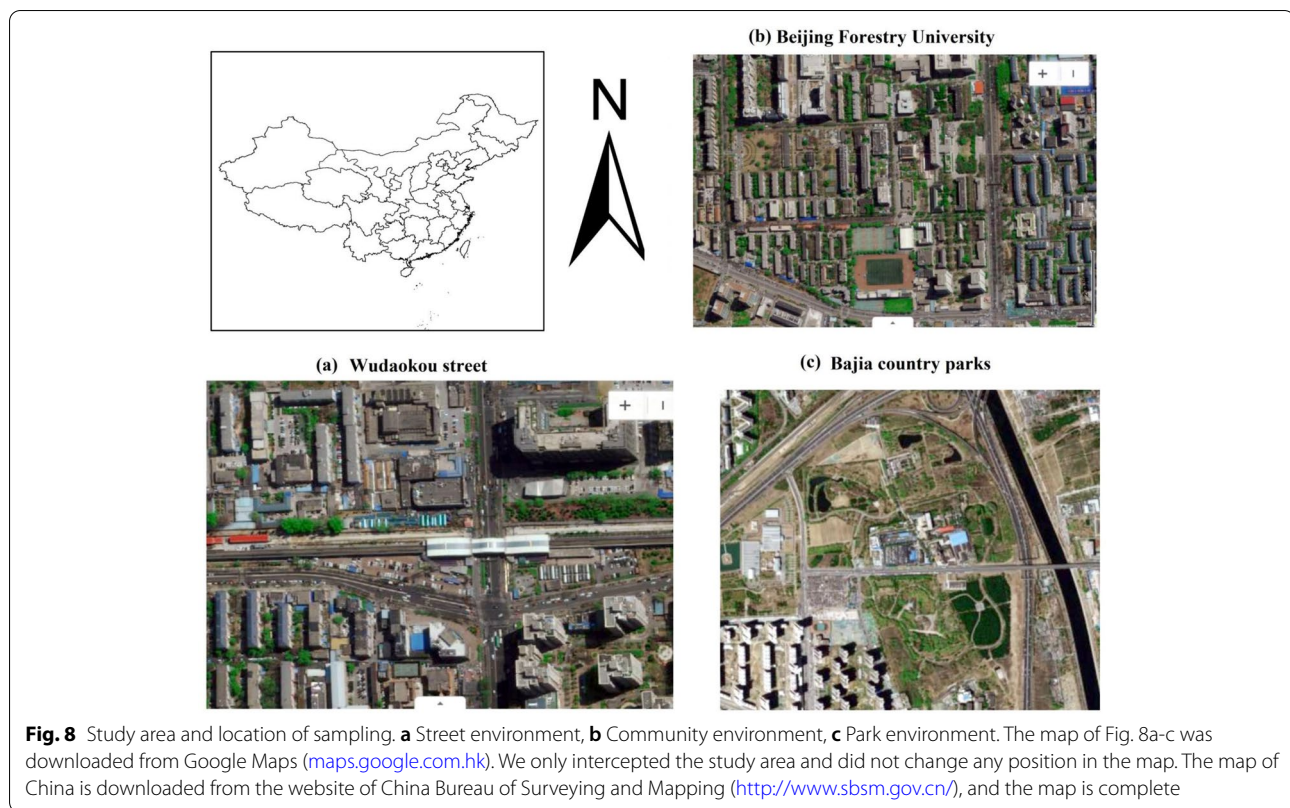 (b) Beijing Forestry University
N
+ -
(a) Wudaokou street
+ -
(c) Bajia country parks
Fig. 8 Study area and location of sampling. a Street environment, b Community environment, c Park environment. The map of Fig. 8a-c was
downloaded from Google Maps (maps.google.com.hk). We only intercepted the study area and did not change any position in the map. The map of
China is downloaded from the website of China Bureau of Surveying and Mapping (http://www.sbsm.gov.cn/), and the map is complete